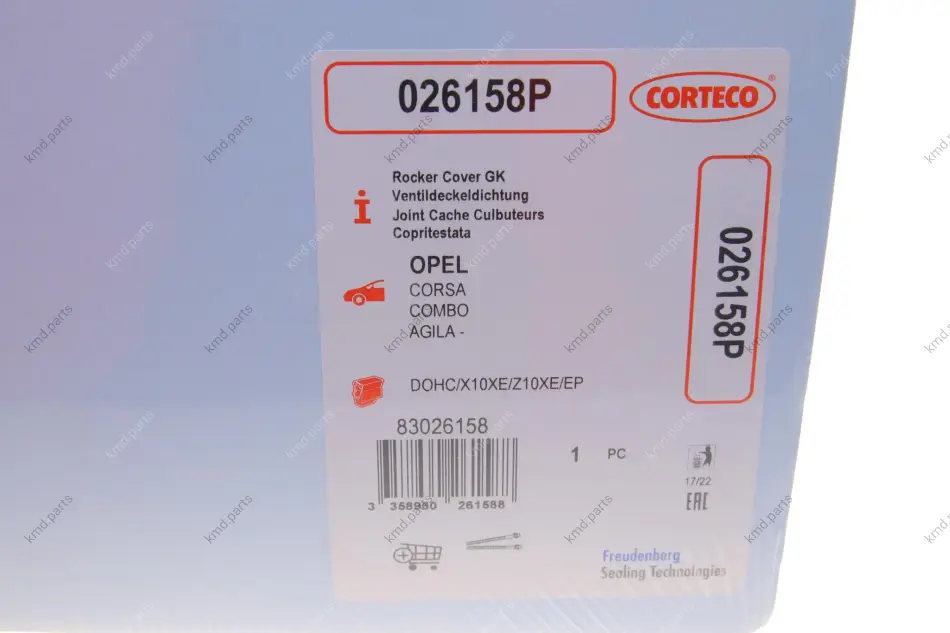 026158P
CORTECO®
Rocker Cover GK
Ventildeckeldichtung
Joint Cache Culbuteurs
Copritestata
OPEL
CORSA
COMBO
AGILA -
026158P
DOHC/X10XE/Z10XE/EP
83026158
1 PC
17/22
EAC
3 358980 261588
Freudenberg
Sealing Technologies
kmd.parts